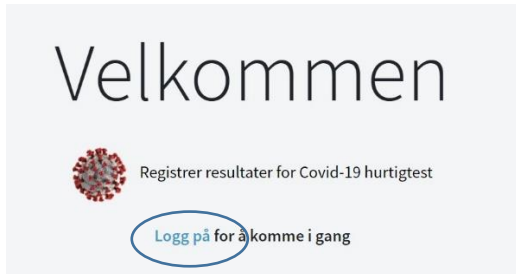 Velkommen
Registrer resultater for Covid-19 hurtigtest
Logg på for å komme i gang